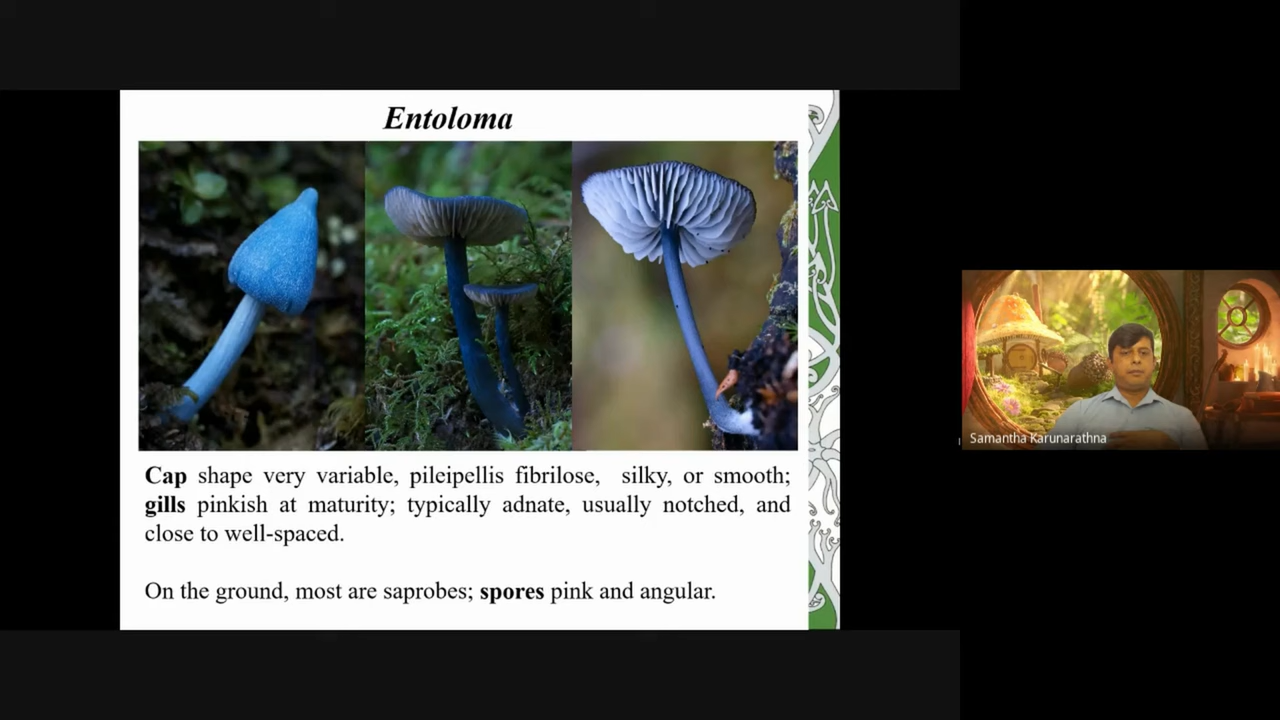 Entoloma
Cap shape very variable, pileipellis fibrilose, silky, or smooth;
gills pinkish at maturity; typically adnate, usually notched, and
close to well-spaced.
On the ground, most are saprobes; spores pink and angular.
Samantha Karunarathna